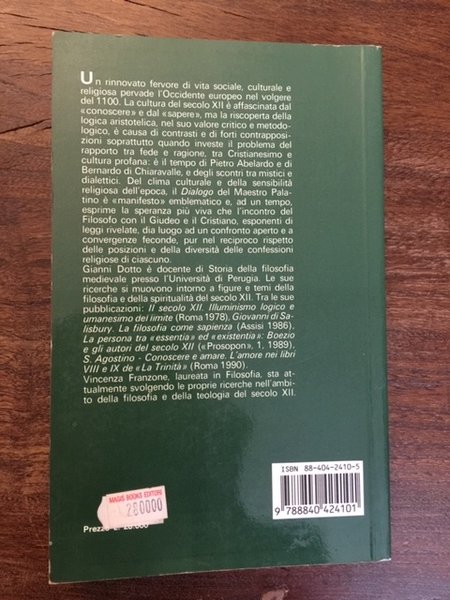 Un rinnovato fervore di vita sociale, culturale e
religiosa pervade l'Occidente europeo nel volgere
del 1100. La cultura del secolo XII è affascinata dal
«conoscere» e dal «sapere», ma la riscoperta della
logica aristotelica, nel suo valore critico e metodo-
logico, è causa di contrasti e di forti contrapposi-
zioni soprattutto quando investe il problema del
rapporto tra fede e ragione, tra Cristianesimo e
cultura profana: è il tempo di Pietro Abelardo e di
Bernardo di Chiaravalle, e degli scontri tra mistici e
dialettici. Del clima culturale e della sensibilità
religiosa dell'epoca, il Dialogo del Maestro Pala-
tino è «manifesto» emblematico e, ad un tempo,
esprime la speranza più viva che l'incontro del
Filosofo con il Giudeo e il Cristiano, esponenti di
leggi rivelate, dia luogo ad un confronto aperto e a
convergenze feconde, pur nel reciproco rispetto
delle posizioni e della diversità delle confessioni
religiose di ciascuno.
Gianni Dotto è docente di Storia della filosofia
medievale presso l'Università di Perugia. Le sue
ricerche si muovono intorno a figure e temi della
filosofia e della spiritualità del secolo XII. Tra le sue
pubblicazioni: Il secolo XII. Illuminismo logico e
umanesimo dei limite (Roma 1978), Giovanni di Sa-
lisbury. La filosofia come sapienza (Assisi 1986),
La persona tra «essentia» ed «existentia»: Boezio
e gli autori del secolo XII («Prosopon», 1, 1989),
S. Agostino - Conoscere e amare. L'amore nei libri
VIII e IX de «La Trinità» (Roma 1990).
Vincenza Franzone, laureata in Filosofia, sta at-
tualmente svolgendo le proprie ricerche nell'ambi-
to della filosofia e della teologia del secolo XII.
ISBN 88-404-2410-5
9 788840 424101
MAGIS BOOKS EDITORI
280000
Prezzo L. 28.000